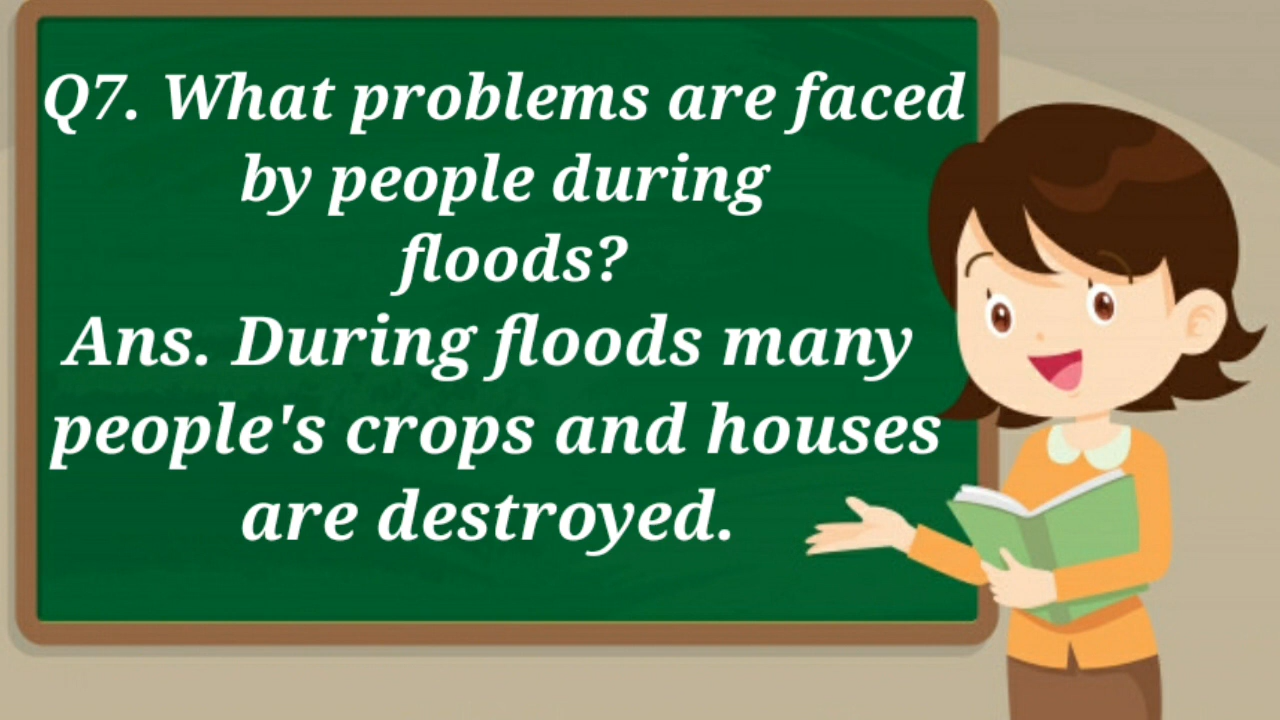 Q7. What problems are faced
by people during
floods?
Ans. During floods many
people's crops and houses
are destroyed.